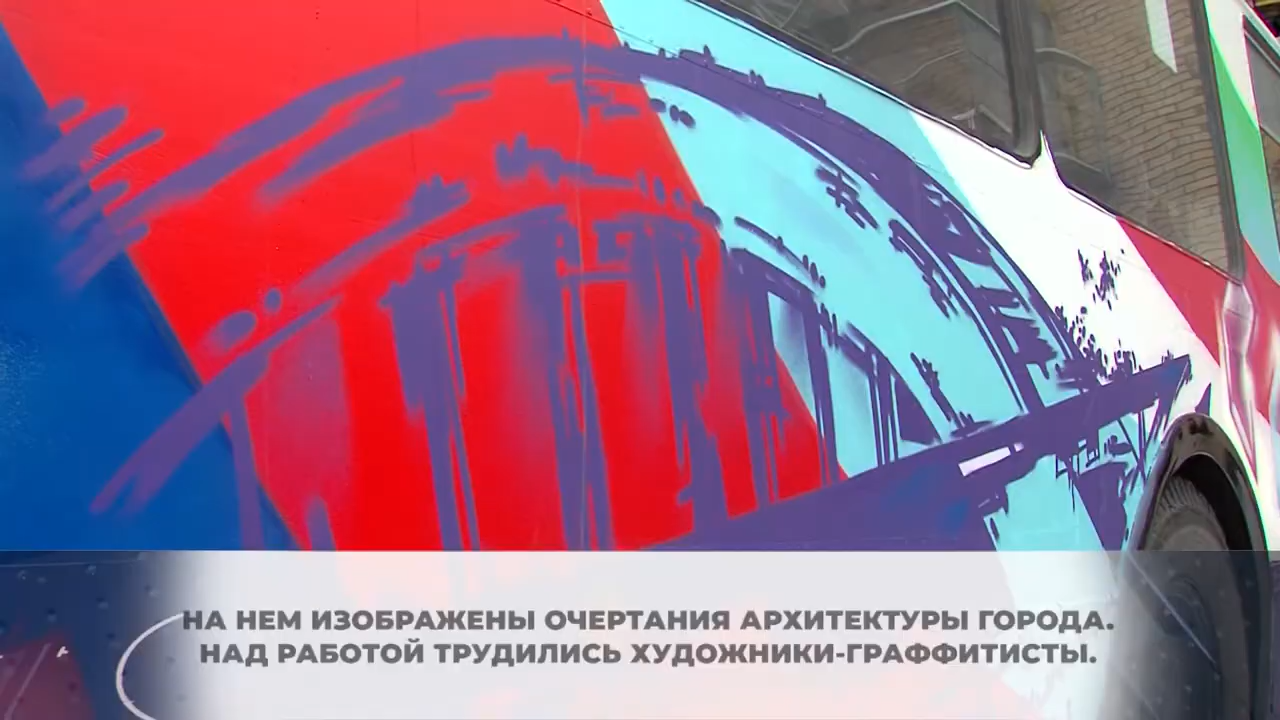 НА НЕМ ИЗОБРАЖЕНЫ ОЧЕРТАНИЯ АРХИТЕКТУРЫ ГОРОДА.
НАД РАБОТОЙ ТРУДИЛИСЬ ХУДОЖНИКИ-ГРАФФИТИСТЫ.